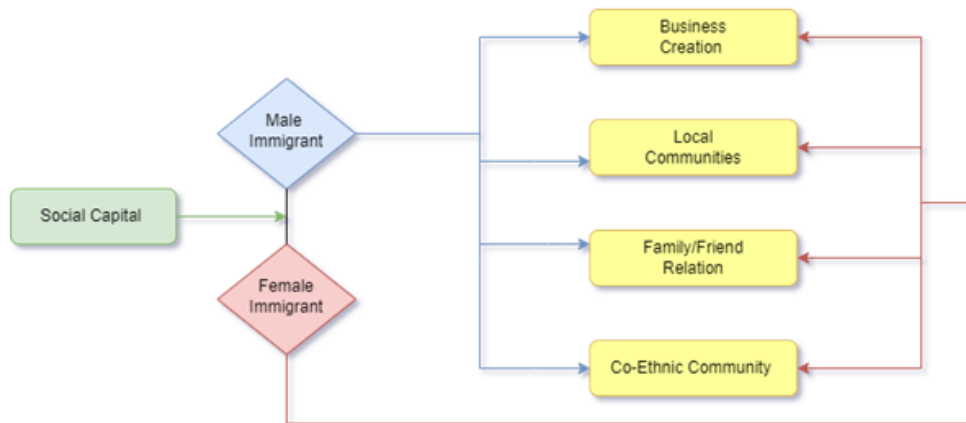 Business
Creation
Male
Immigrant
Local
Communities
Social Capital
Family/Friend
Relation
Female
Immigrant
Co-Ethnic Community